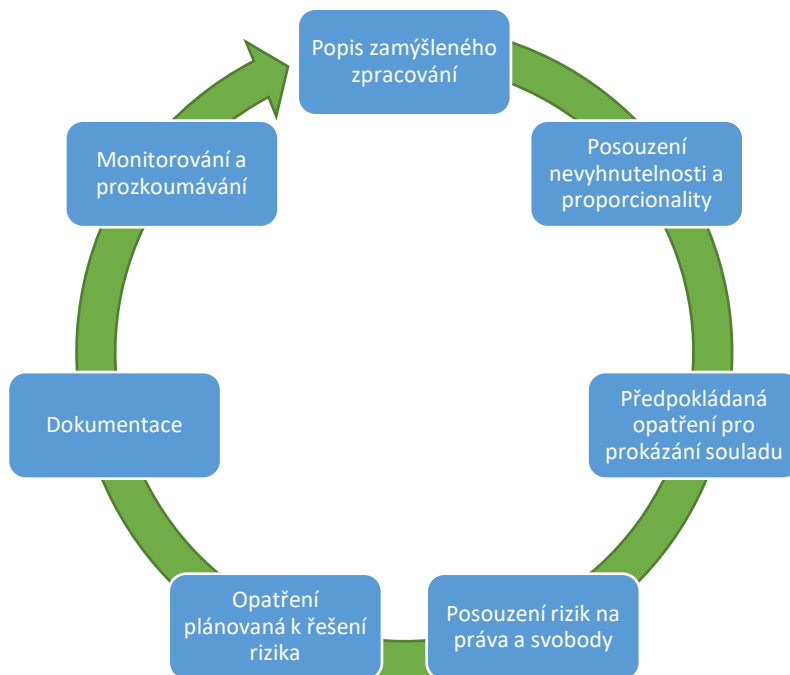 Popis zamýšleného
zpracování
Posouzení
nevyhnutelnosti a
proporcionality
Předpokládaná
opatření pro
prokázání souladu
Posouzení rizik na
práva a svobody
Opatření
plánovaná k řešení
rizika
Dokumentace
Monitorování a
prozkoumávání